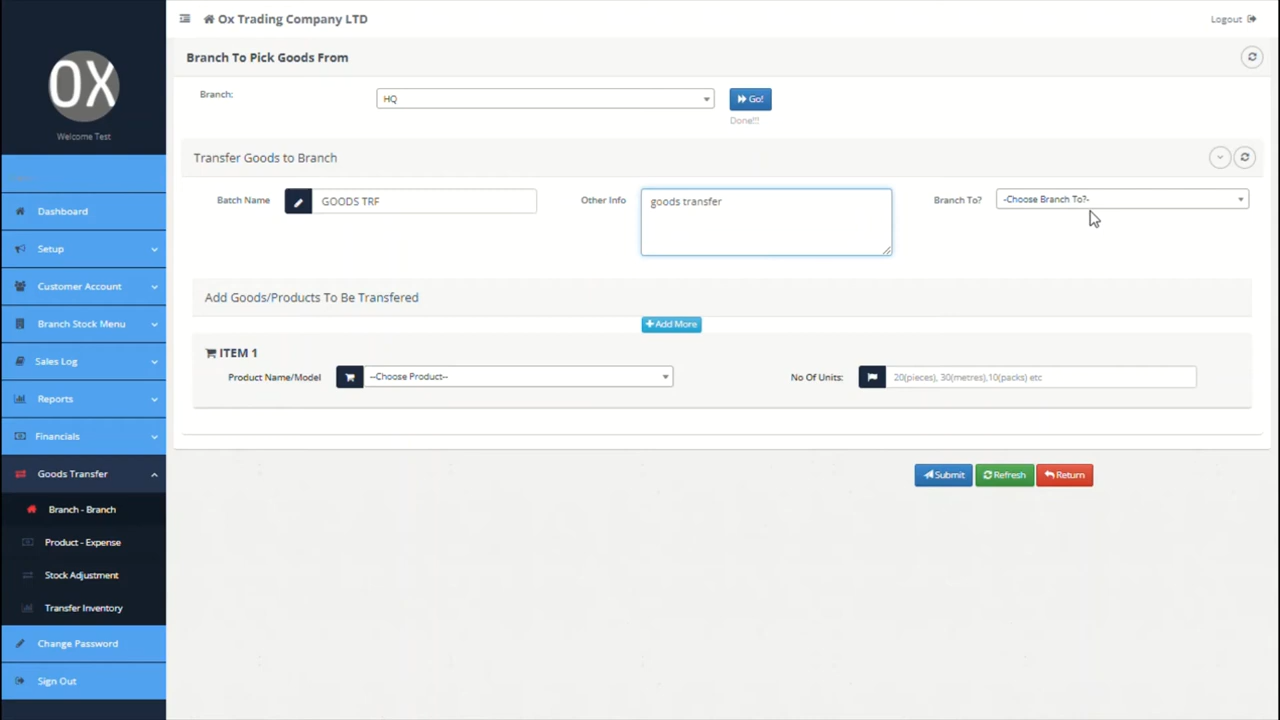 OX
Welcome Test
Dashboard
Setup
Customer Account
Branch Stock Menu
Sales Log
Reports
Financials
Goods Transfer
Branch - Branch
Product - Expense
Stock Adjustment
Transfer Inventory
Change Password
Sign Out
Ox Trading Company LTD
Logout
Branch To Pick Goods From
Branch:
HQ
Go!
Done!!!
Transfer Goods to Branch
Batch Name
GOODS TRF
Other Info
goods transfer
Branch To?
-Choose Branch To?-
Add Goods/Products To Be Transfered
Add More
ITEM 1
Product Name/Model
--Choose Product--
No Of Units:
20(pieces), 30(metres),10(packs) etc
Submit
Refresh
Return